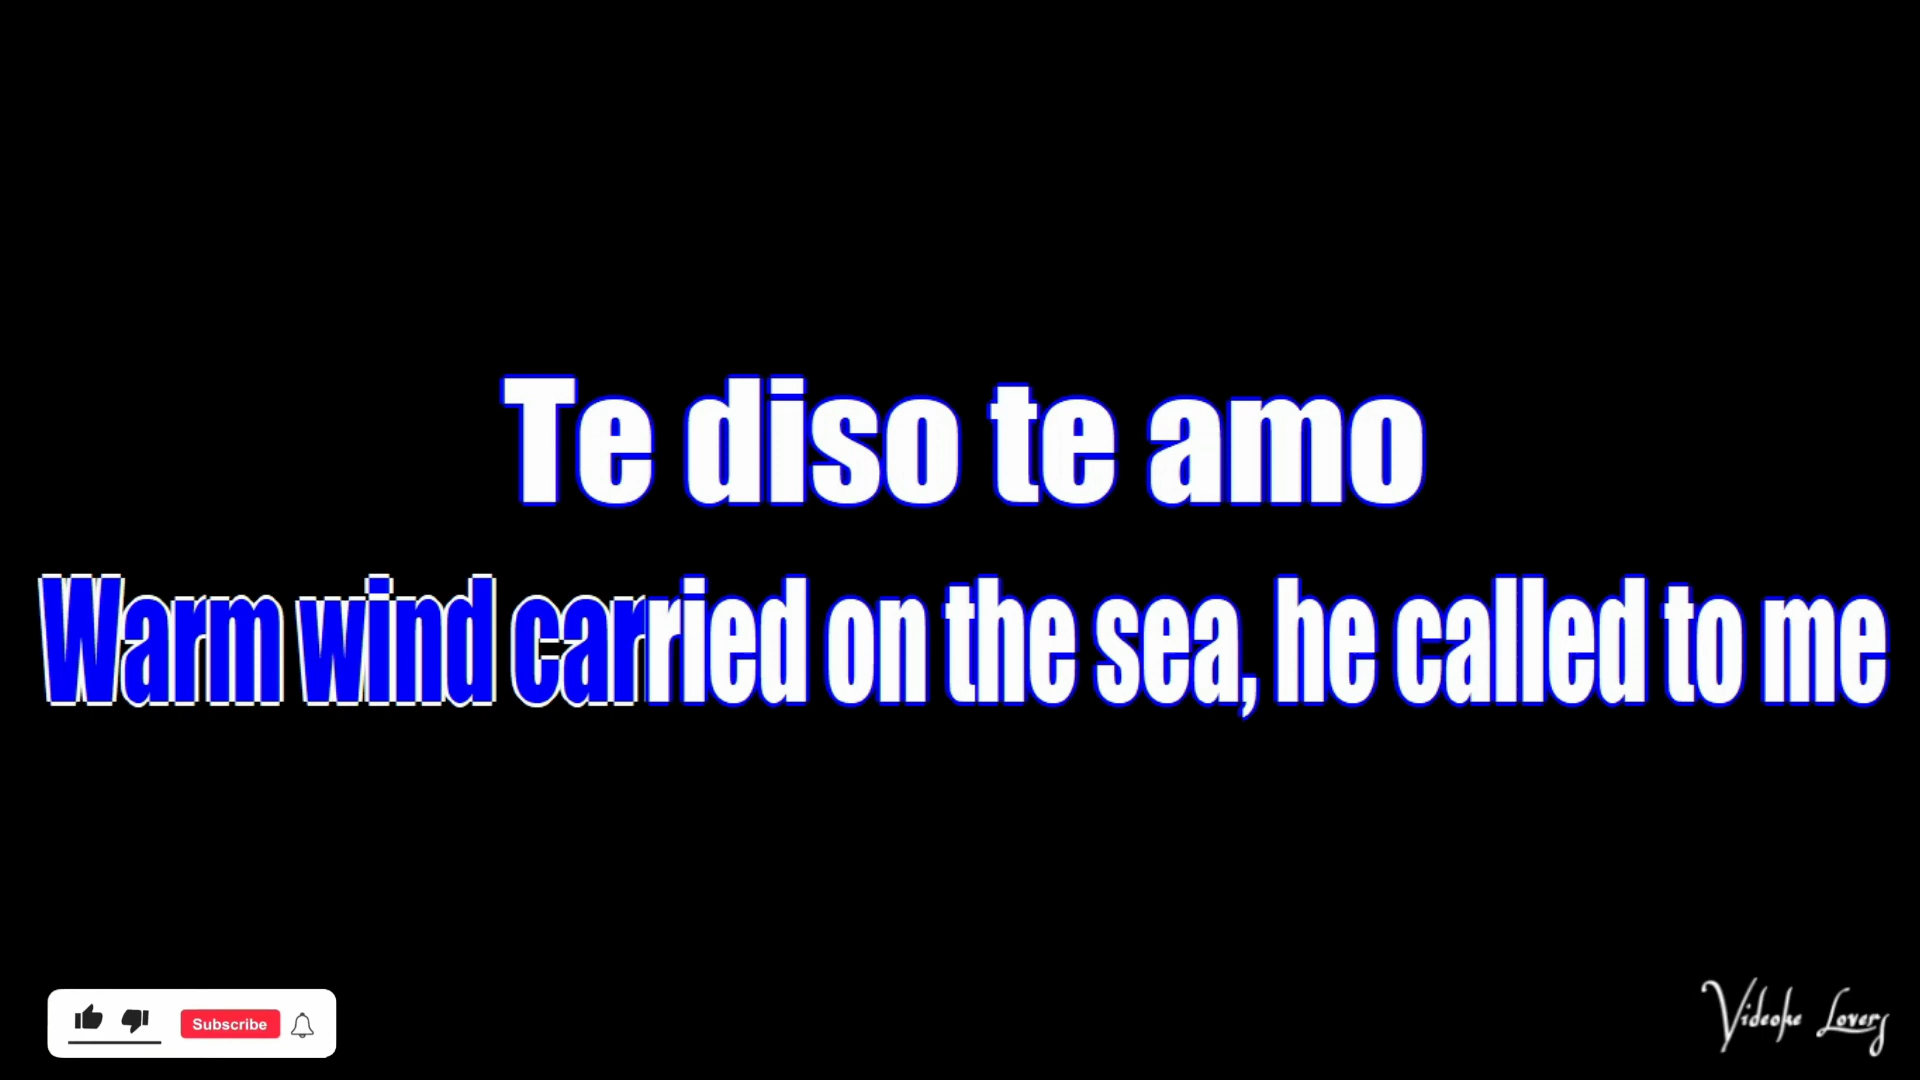 Te diso te amo
Warm wind carried on the sea, he called to me
Subscribe
Videoke Lovers